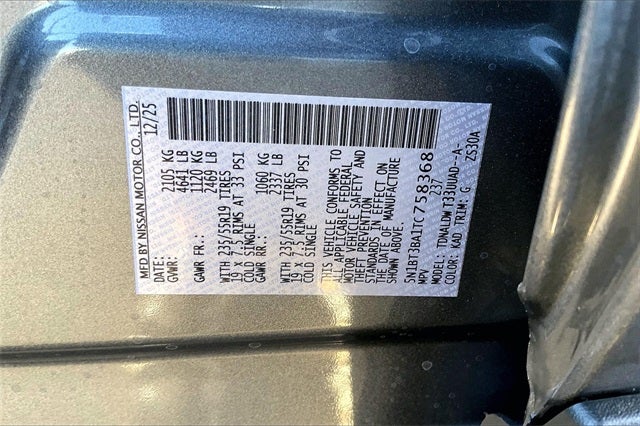 MFD BY NISSAN MOTOR CO., LTD.
DATE: 12/25
GVWR: 2105 KG
4641 LB
GAWR FR.: 1120 KG
2469 LB
WITH 235/55R19 TIRES
19 X 7.5 RIMS AT 33 PSI
COLD SINGLE
GAWR RR.: 1060 KG
2337 LB
WITH 235/55R19 TIRES
19 X 7.5 RIMS AT 30 PSI
COLD SINGLE
THIS VEHICLE CONFORMS TO
ALL APPLICABLE FEDERAL
MOTOR VEHICLE SAFETY AND
THEFT PREVENTION
STANDARDS IN EFFECT ON
THE DATE OF MANUFACTURE
SHOWN ABOVE.
5N1BT3BA1TC758368
MPV 237
MODEL: TDNALDWT33UUAD--A-
COLOR: KAD TRIM: G ZS30A